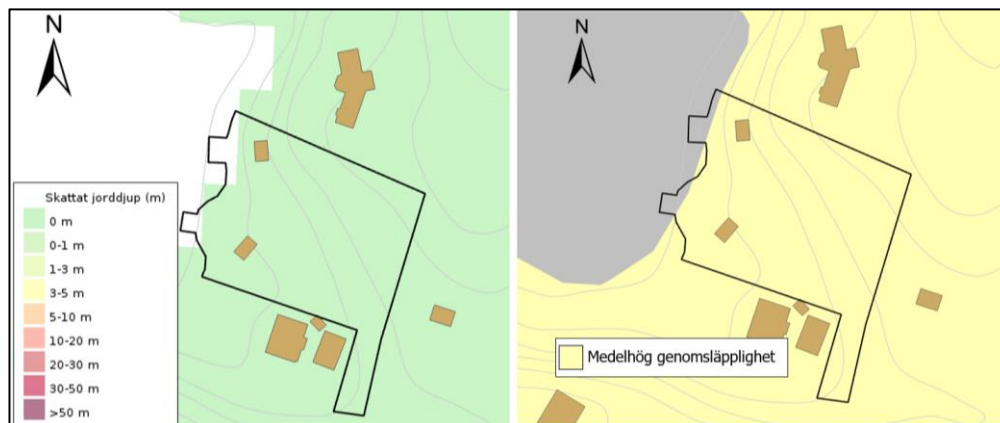 N
Skattat jorddjup (m)
0 m
0-1 m
1-3 m
3-5 m
5-10 m
10-20 m
20-30 m
30-50 m
>50 m
N
Medelhög genomsläpplighet